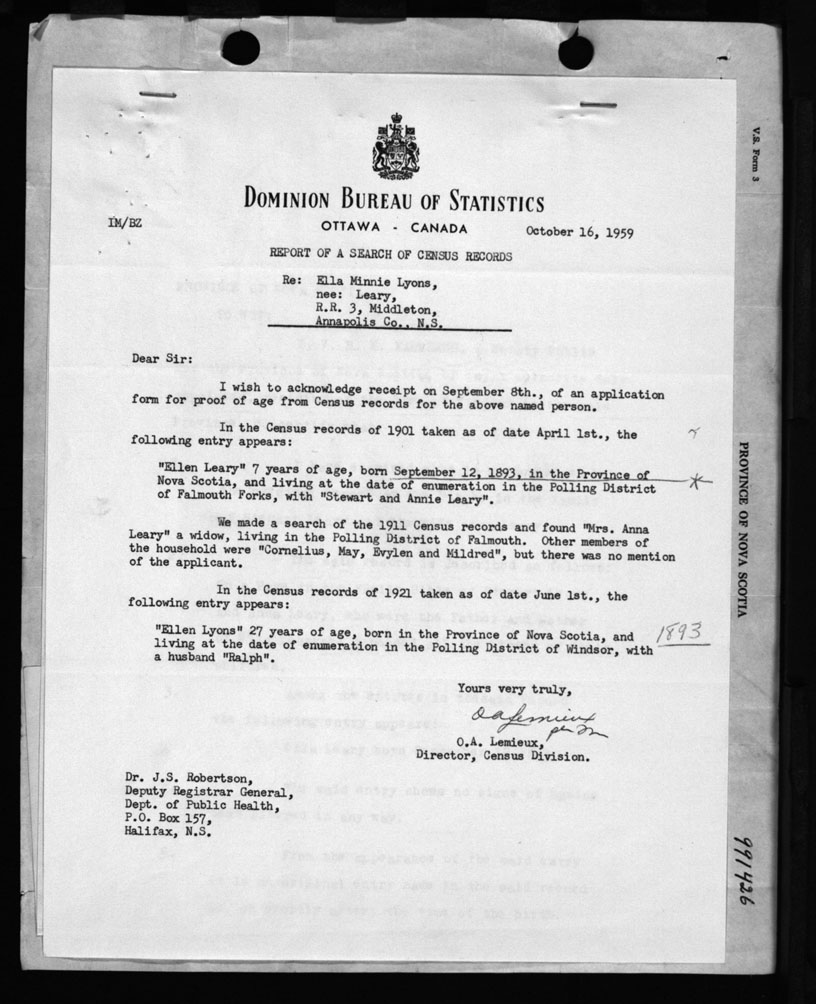 V.S. Form 3
DOMINION BUREAU OF STATISTICS
OTTAWA - CANADA
IM/BZ
October 16, 1959
REPORT OF A SEARCH OF CENSUS RECORDS
Re: Ella Minnie Lyons,
nee: Leary,
R.R. 3, Middleton,
Annapolis Co., N.S.
Dear Sir:
I wish to acknowledge receipt on September 8th., of an application
form for proof of age from Census records for the above named person.
In the Census records of 1901 taken as of date April 1st., the
following entry appears:
"Ellen Leary" 7 years of age, born September 12, 1893, in the Province of
Nova Scotia, and living at the date of enumeration in the Polling District
of Falmouth Forks, with "Stewart and Annie Leary".
We made a search of the 1911 Census records and found "Mrs. Anna
Leary" a widow, living in the Polling District of Falmouth. Other members of
the household were "Cornelius, May, Evylen and Mildred", but there was no mention
of the applicant.
In the Census records of 1921 taken as of date June 1st., the
following entry appears:
"Ellen Lyons" 27 years of age, born in the Province of Nova Scotia, and
living at the date of enumeration in the Polling District of Windsor, with
a husband "Ralph".
1893
Yours very truly,
O A Lemieux
per
O.A. Lemieux,
Director, Census Division.
Dr. J.S. Robertson,
Deputy Registrar General,
Dept. of Public Health,
P.O. Box 157,
Halifax, N.S.
PROVINCE OF NOVA SCOTIA
991426